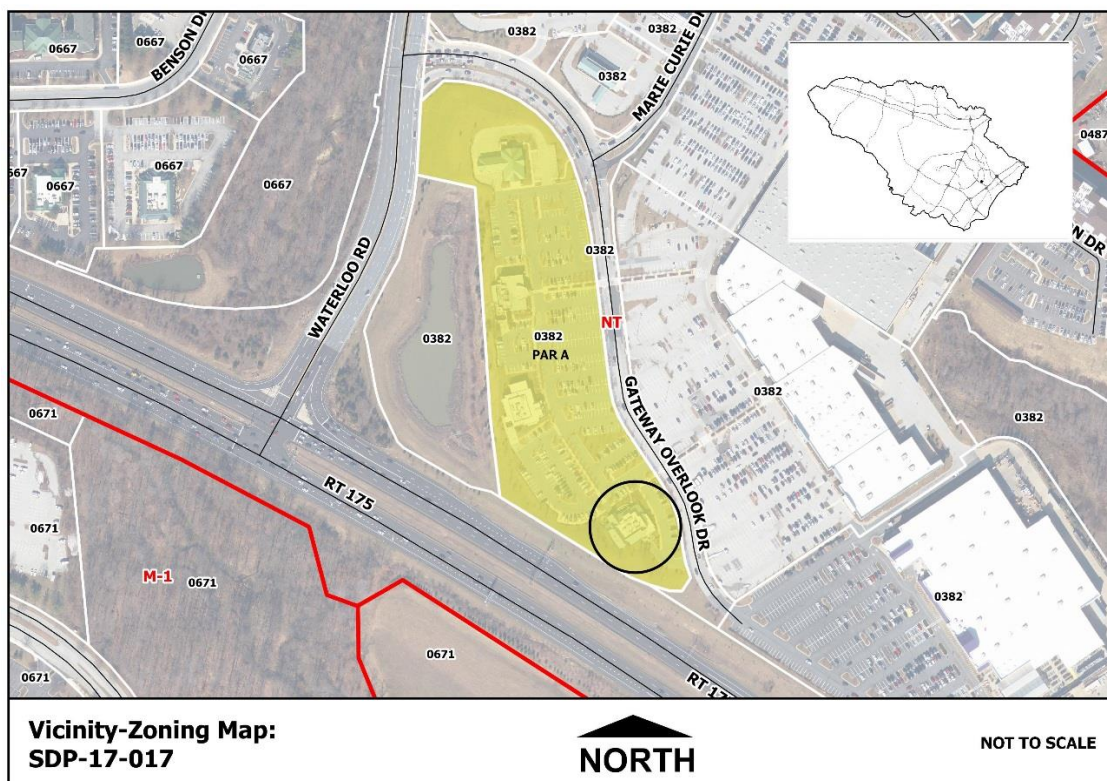 BENSON DR
0667
0667
0382
0382
0382
MARIE CURIE DR
0487
0667
0667
0667
WATERLOO RD
0382
0382
NT
0382
PAR A
0382
GATEWAY OVERLOOK DR
0382
0671
RT 175
0671
M-1
0671
0382
0671
0671
RT 17
Vicinity-Zoning Map:
SDP-17-017
NORTH
NOT TO SCALE